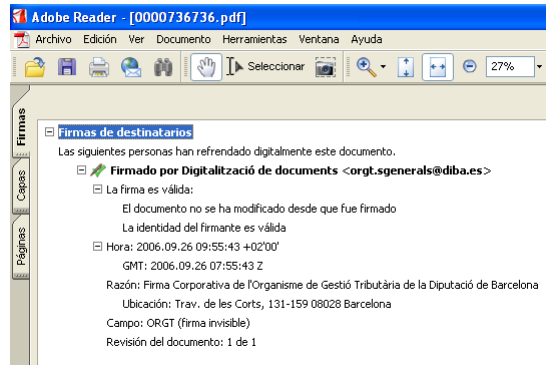 Adobe Reader - [0000736736.pdf]
Archivo Edición Ver Documento Herramientas Ventana Ayuda
Seleccionar 27%
Firmas
Capas
Páginas
Firmas de destinatarios
Las siguientes personas han refrendado digitalmente este documento.
Firmado por Digitalització de documents <orgt.sgenerals@diba.es>
La firma es válida:
El documento no se ha modificado desde que fue firmado
La identidad del firmante es válida
Hora: 2006.09.26 09:55:43 +02'00'
GMT: 2006.09.26 07:55:43 Z
Razón: Firma Corporativa de l'Organisme de Gestió Tributària de la Diputació de Barcelona
Ubicación: Trav. de les Corts, 131-159 08028 Barcelona
Campo: ORGT (firma invisible)
Revisión del documento: 1 de 1